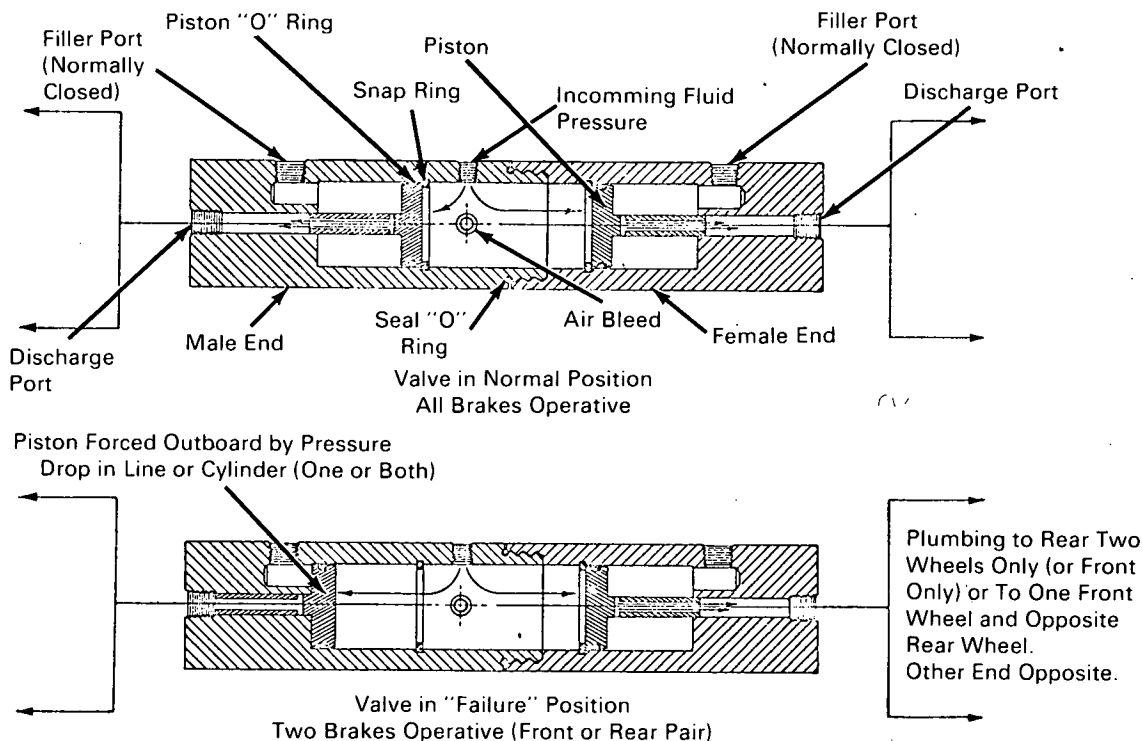 Piston "O" Ring
Filler Port
(Normally
Closed)
Snap Ring
Piston
Incomming Fluid
Pressure
Filler Port
(Normally Closed)
Discharge Port
Discharge
Port
Male End
Seal "O"
Ring
Air Bleed
Female End
Valve in Normal Position
All Brakes Operative
Piston Forced Outboard by Pressure
Drop in Line or Cylinder (One or Both)
Plumbing to Rear Two
Wheels Only (or Front
Only) or To One Front
Wheel and Opposite
Rear Wheel.
Other End Opposite.
Valve in "Failure" Position
Two Brakes Operative (Front or Rear Pair)